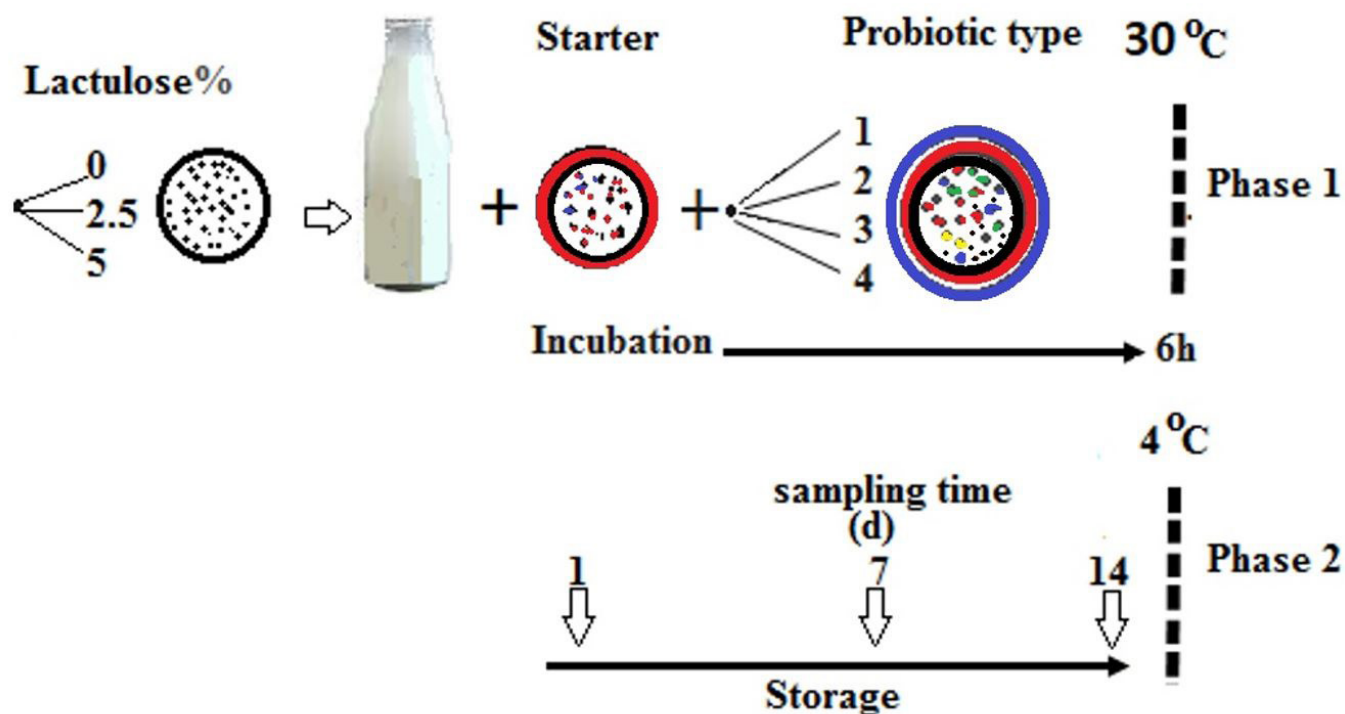 Lactulose%
0
2.5
5
+
Starter
+
Probiotic type
1
2
3
4
30 °C
Phase 1
Incubation
6h
4 °C
sampling time
(d)
1
7
14
Phase 2
Storage